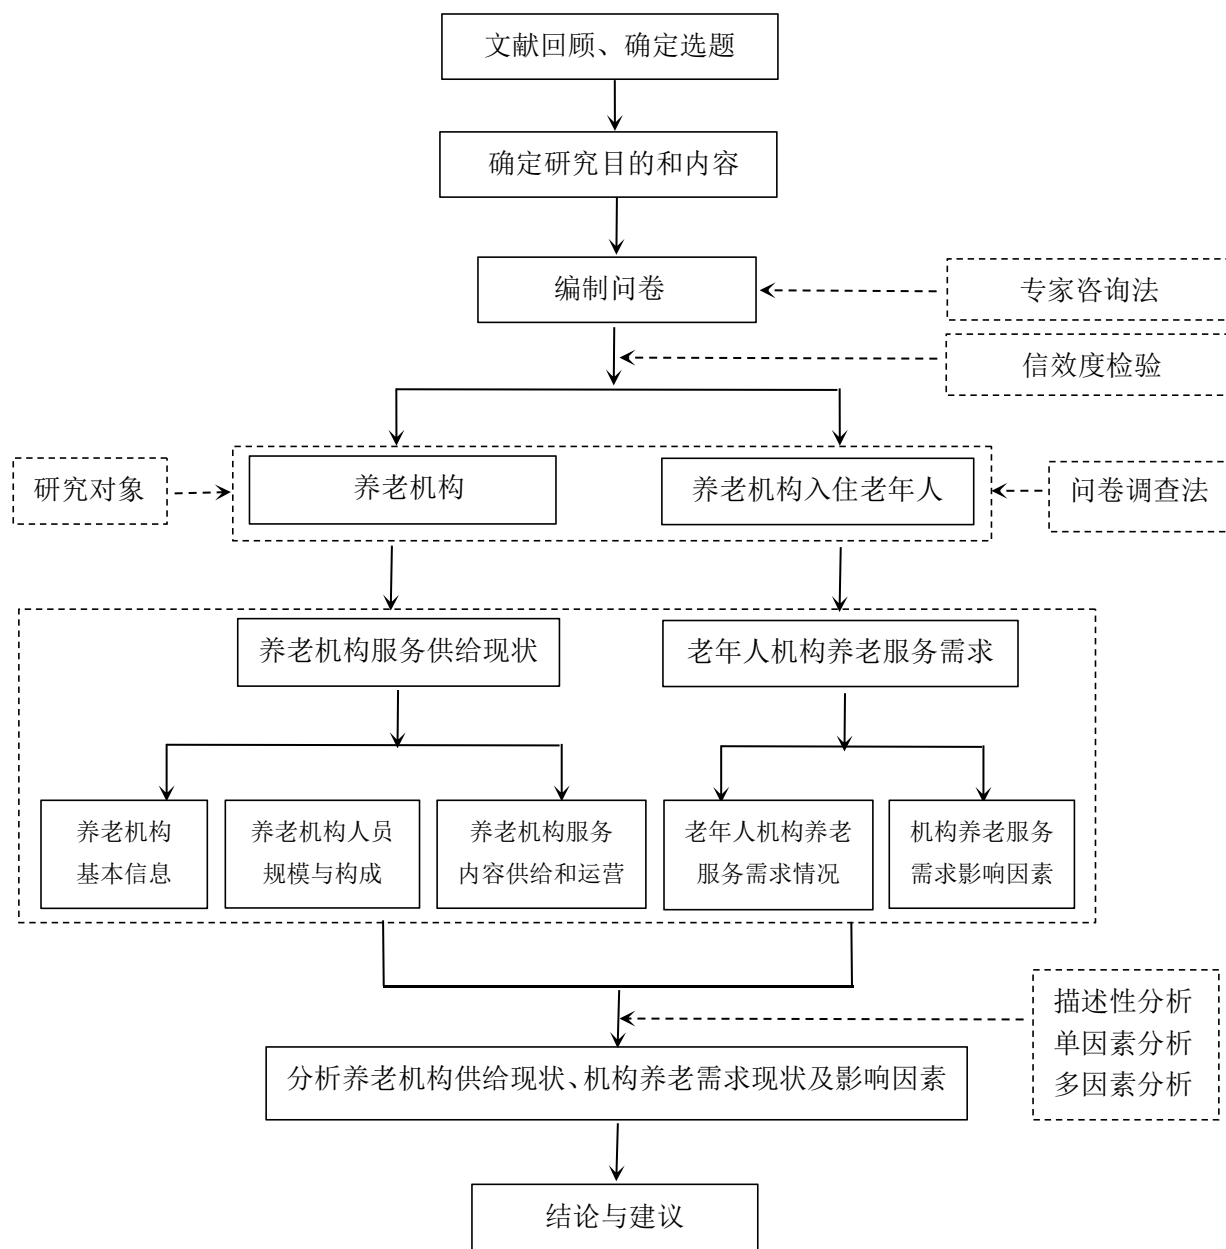 文献回顾、确定选题
确定研究目的和内容
编制问卷
专家咨询法
信效度检验
研究对象
养老机构
养老机构入住老年人
问卷调查法
养老机构服务供给现状
老年人机构养老服务需求
养老机构
基本信息
养老机构人员
规模与构成
养老机构服务
内容供给和运营
老年人机构养老
服务需求情况
机构养老服务
需求影响因素
描述性分析
单因素分析
多因素分析
分析养老机构供给现状、机构养老需求现状及影响因素
结论与建议